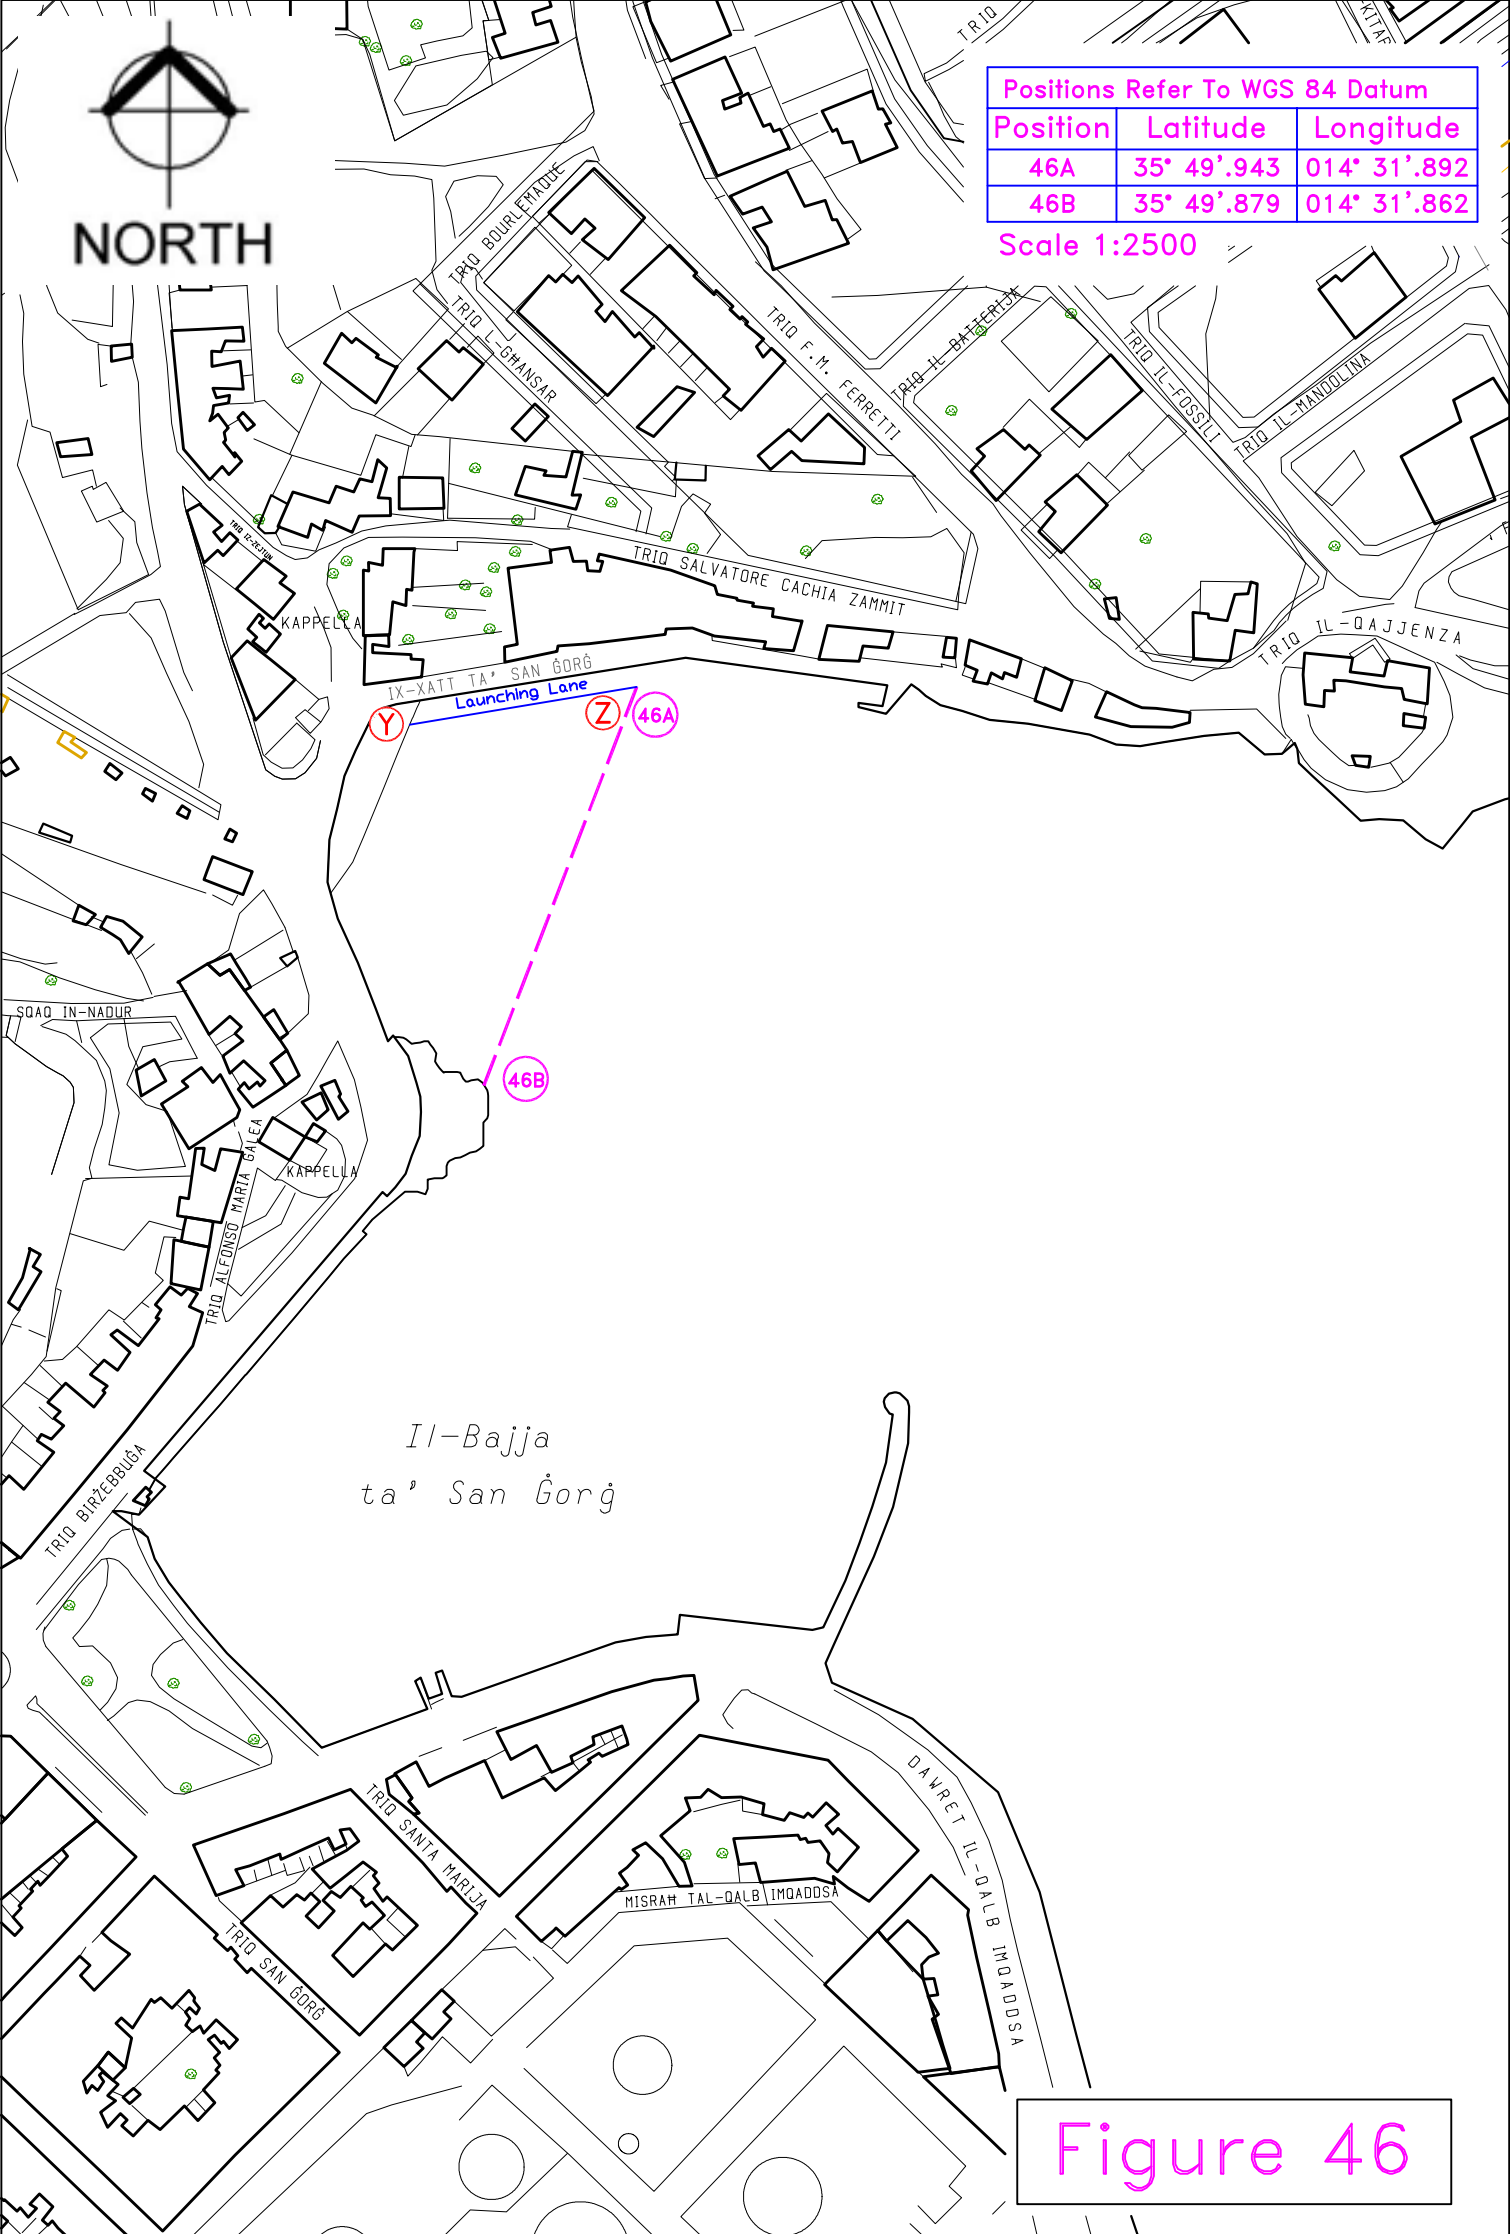 NORTH
TRIQ
Positions Refer To WGS 84 Datum
Position Latitude Longitude
46A 35° 49'.943 014° 31'.892
46B 35° 49'.879 014° 31'.862
Scale 1:2500
TRIQ BOURLEMAQUE
TRIQ L-GĦANSAR
TRIQ F.M. FERRETTI
TRIQ IL BATTERIJA
TRIQ IL-FOSSILI
TRIQ IL-MANDOLINA
TRIQ IZ-ZEJTUN
TRIQ SALVATORE CACHIA ZAMMIT
KAPPELLA
TRIQ IL-QAJJENZA
IX-XATT TA' SAN ĠORĠ
Launching Lane
Y
Z
46A
SQAQ IN-NADUR
46B
KAPPELLA
TRIQ ALFONSO MARIA GALEA
Il-Bajja
ta' San Ġorġ
TRIQ BIRŻEBBUĠA
TRIQ SANTA MARIJA
DAWRET IL-QALB IMQADDSA
MISRAĦ TAL-QALB IMQADDSA
TRIQ SAN ĠORĠ
Figure 46